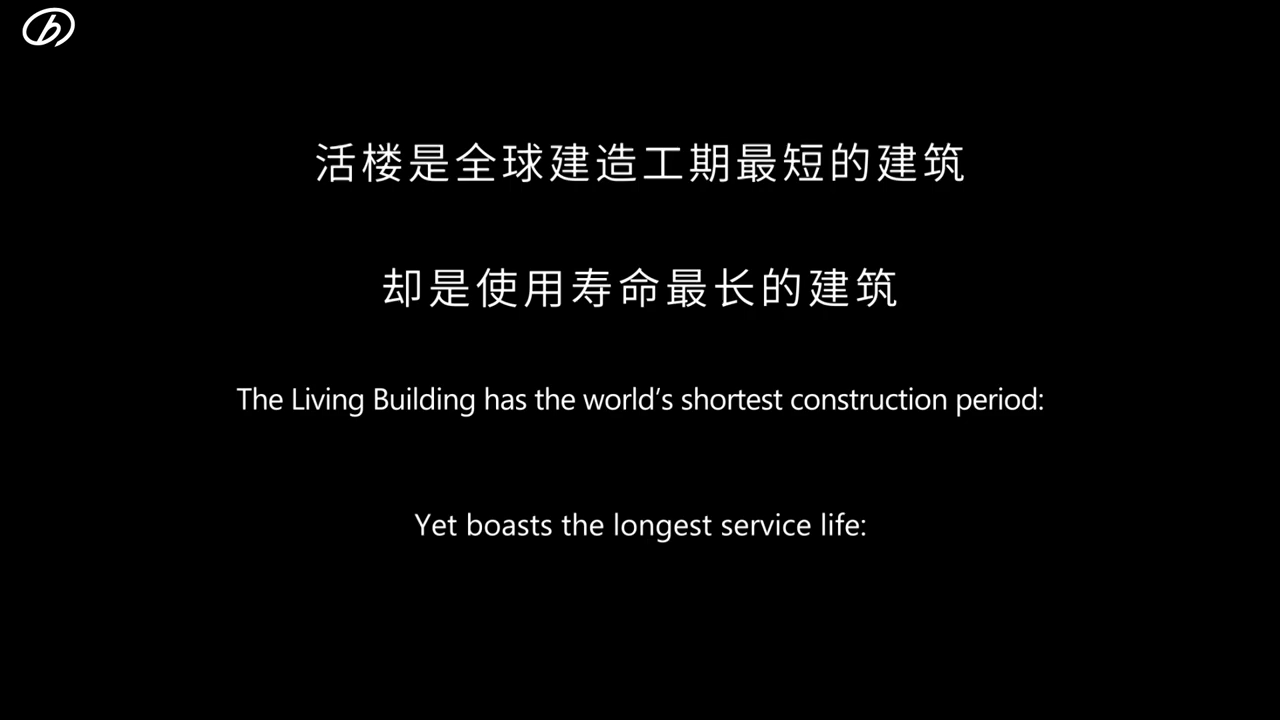 活楼是全球建造工期最短的建筑
却是使用寿命最长的建筑
The Living Building has the world's shortest construction period:
Yet boasts the longest service life: